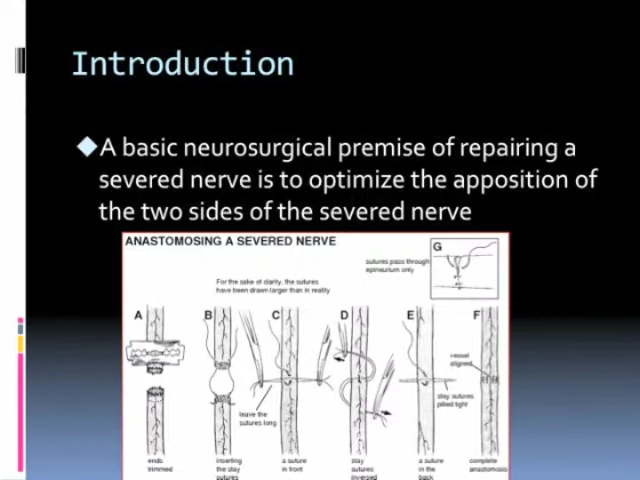 Introduction
A basic neurosurgical premise of repairing a
severed nerve is to optimize the apposition of
the two sides of the severed nerve
ANASTOMOSING A SEVERED NERVE
G
sutures pass through
epineurium only
For the sake of clarity, the sutures
have been drawn larger than in reality
A B C D E F
vessel
aligned
stay sutures
pilled tight
leave the
sutures long
ends
trimmed
inserting
the stay
sutures
a suture
in front
stay
sutures
inversed
a suture
in the
back
complete
anastomosis